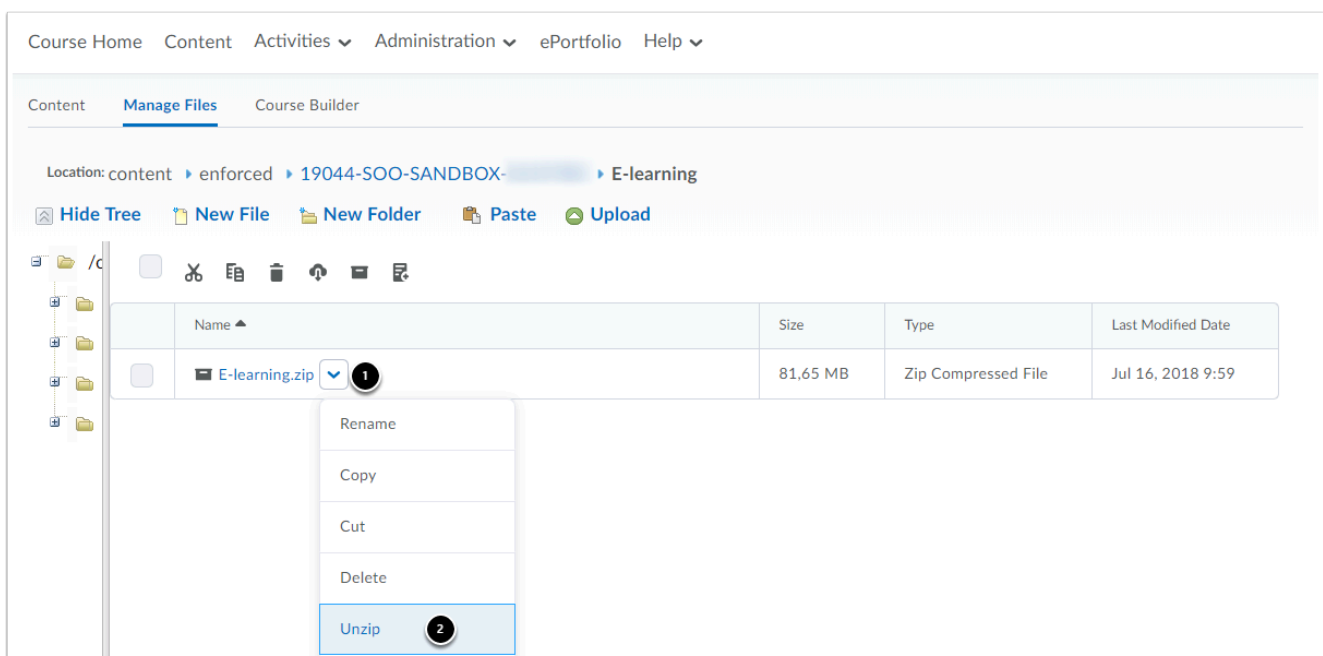 Course Home Content Activities Administration ePortfolio Help
Content Manage Files Course Builder
Location: content enforced 19044-SOO-SANDBOX- E-learning
Hide Tree New File New Folder Paste Upload
Name Size Type Last Modified Date
E-learning.zip 1 81,65 MB Zip Compressed File Jul 16, 2018 9:59
Rename
Copy
Cut
Delete
Unzip 2